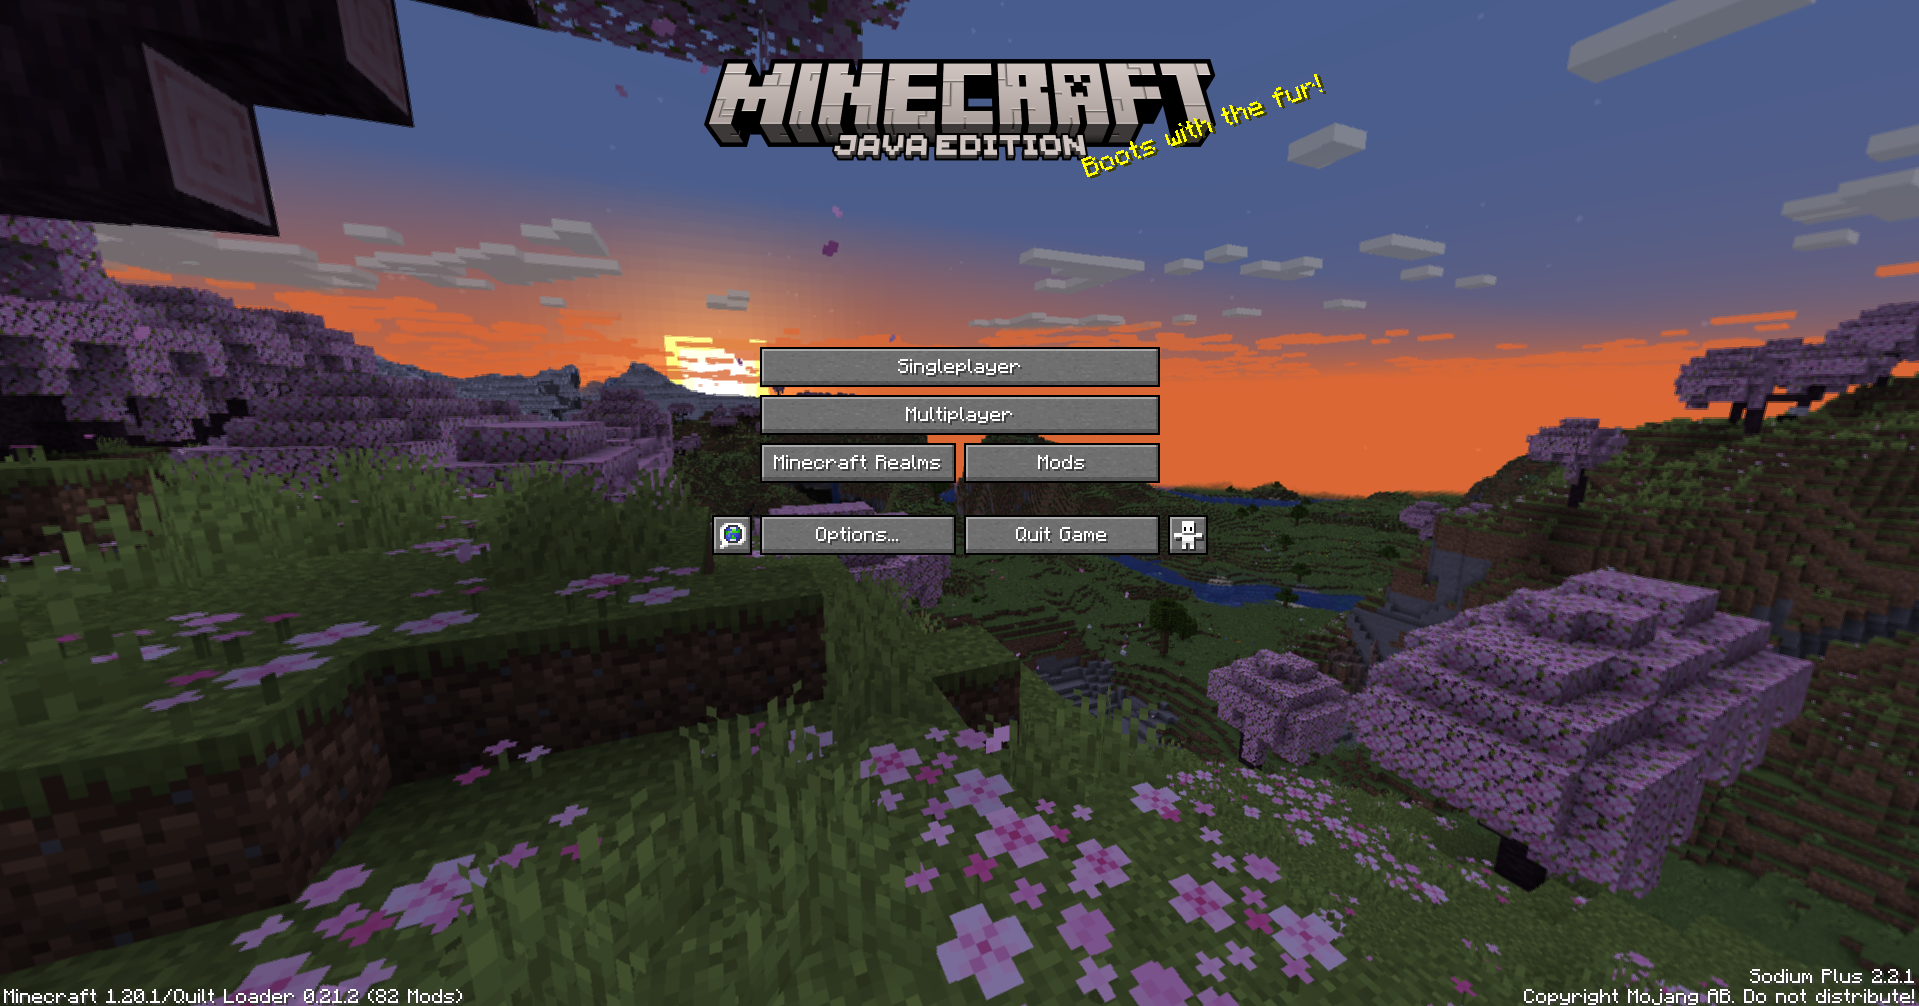 MINECRAFT
JAVA EDITION
Boots with the fur!
Singleplayer
Multiplayer
Minecraft Realms
Mods
Options...
Quit Game
Sodium Plus 2.2.1
Minecraft 1.20.1/Quilt Loader 0.21.2 (82 Mods)
Copyright Mojang AB. Do not distribute!